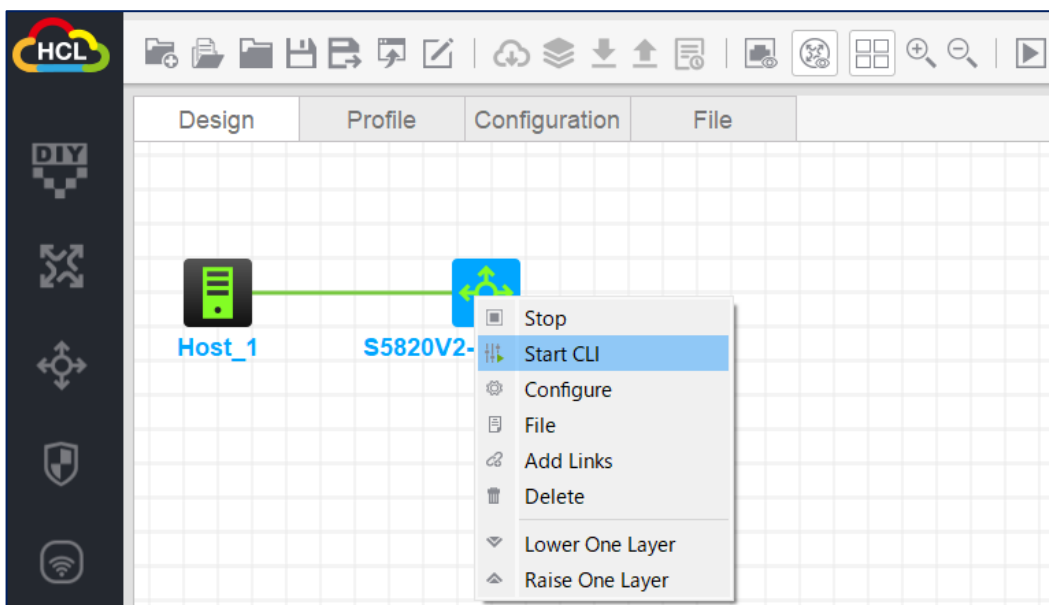 HCL
DIY
Design Profile Configuration File
Host_1
S5820V2-
Stop
Start CLI
Configure
File
Add Links
Delete
Lower One Layer
Raise One Layer